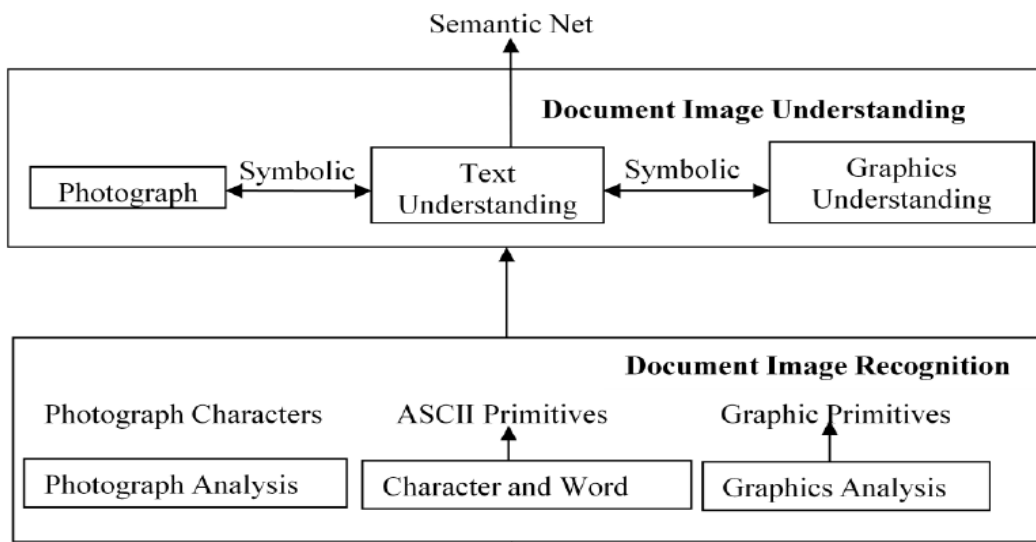 Semantic Net
Document Image Understanding
Photograph
Symbolic
Text
Understanding
Symbolic
Graphics
Understanding
Document Image Recognition
Photograph Characters
ASCII Primitives
Graphic Primitives
Photograph Analysis
Character and Word
Graphics Analysis